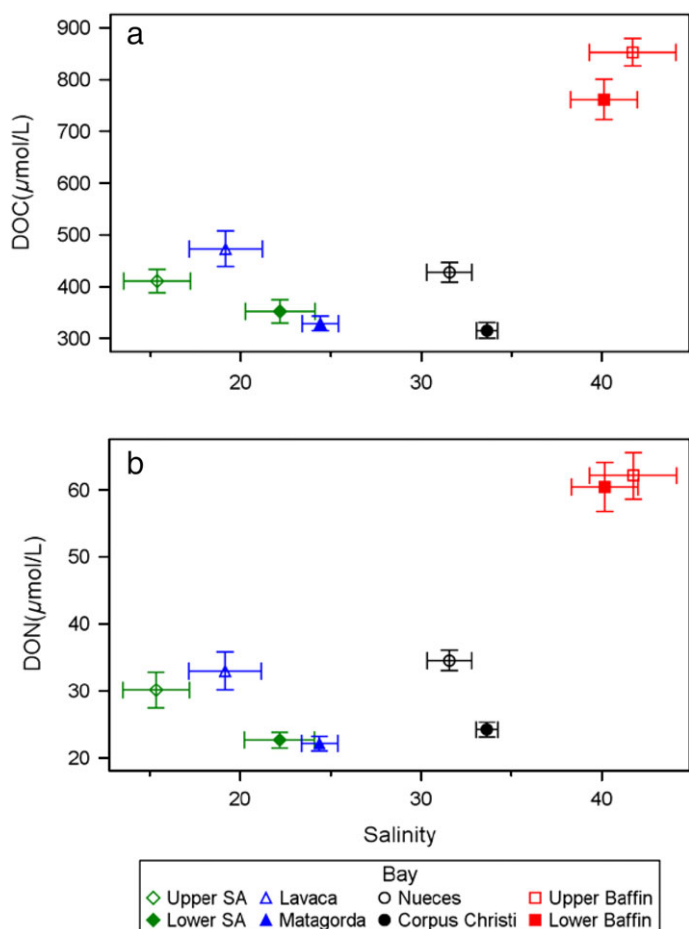 a
900
800
700
600
500
400
300
DOC(μmol/L)
20 30 40
b
60
50
40
30
20
DON(μmol/L)
20 30 40
Salinity
Bay
Upper SA Lavaca Nueces Upper Baffin
Lower SA Matagorda Corpus Christi Lower Baffin